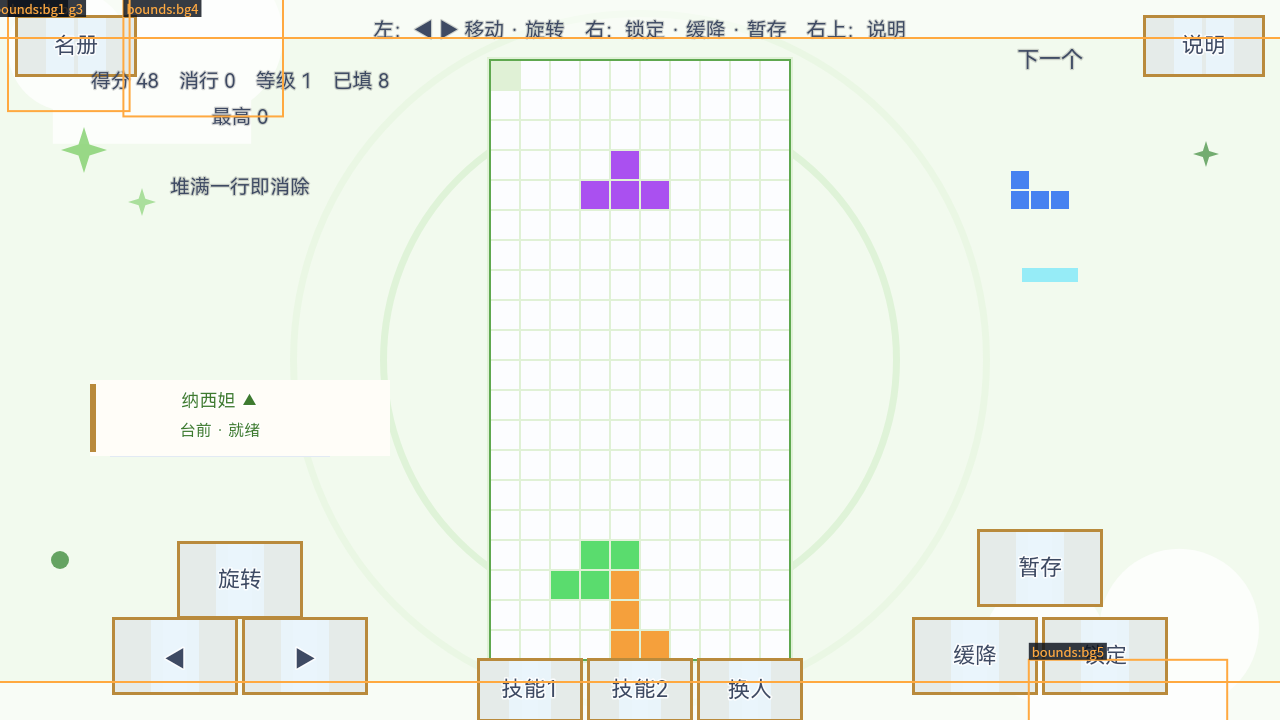 ounds:bg1 g3
bounds:bg4
名册
左: ◀ ▶ 移动 · 旋转 右: 锁定 · 缓降 · 暂存 右上: 说明
说明
得分 48 消行 0 等级 1 已填 8
最高 0
下一个
堆满一行即消除
纳西妲 ▲
台前 · 就绪
旋转
◀
▶
暂存
缓降
bounds:bg5
定
技能1
技能2
换人